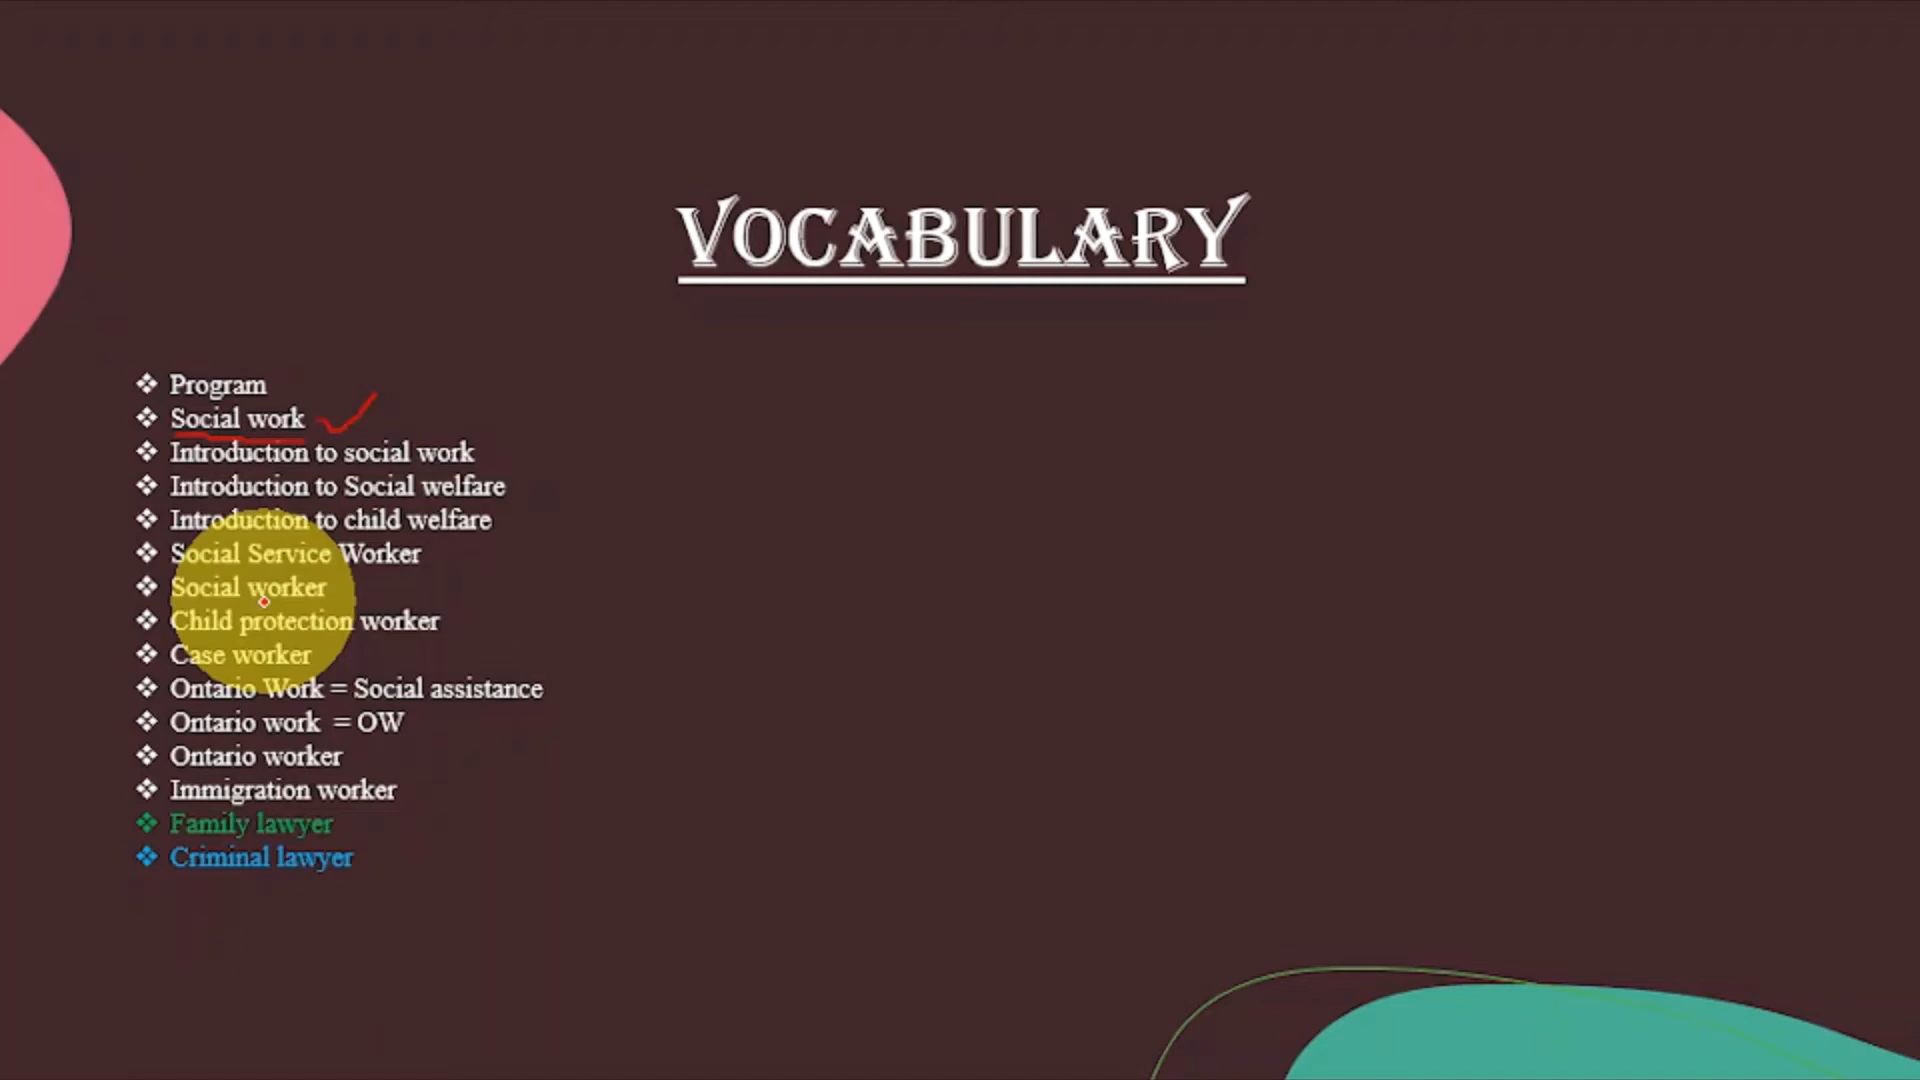 VOCABULARY
Program
Social work
Introduction to social work
Introduction to Social welfare
Introduction to child welfare
Social Service Worker
Social worker
Child protection worker
Case worker
Ontario Work = Social assistance
Ontario work = OW
Ontario worker
Immigration worker
Family lawyer
Criminal lawyer